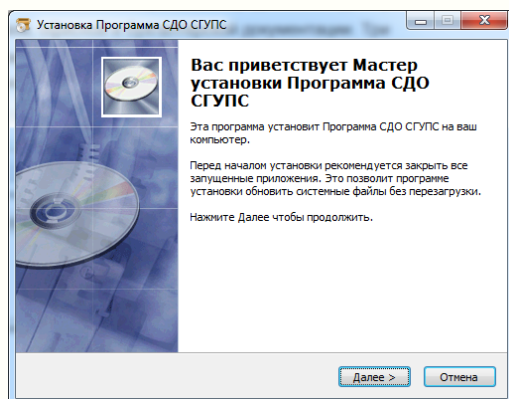 Установка Программа СДО СГУПС
Вас приветствует Мастер
установки Программа СДО
СГУПС
Эта программа установит Программа СДО СГУПС на ваш
компьютер.
Перед началом установки рекомендуется закрыть все
запущенные приложения. Это позволит программе
установки обновить системные файлы без перезагрузки.
Нажмите Далее чтобы продолжить.
Далее >
Отмена